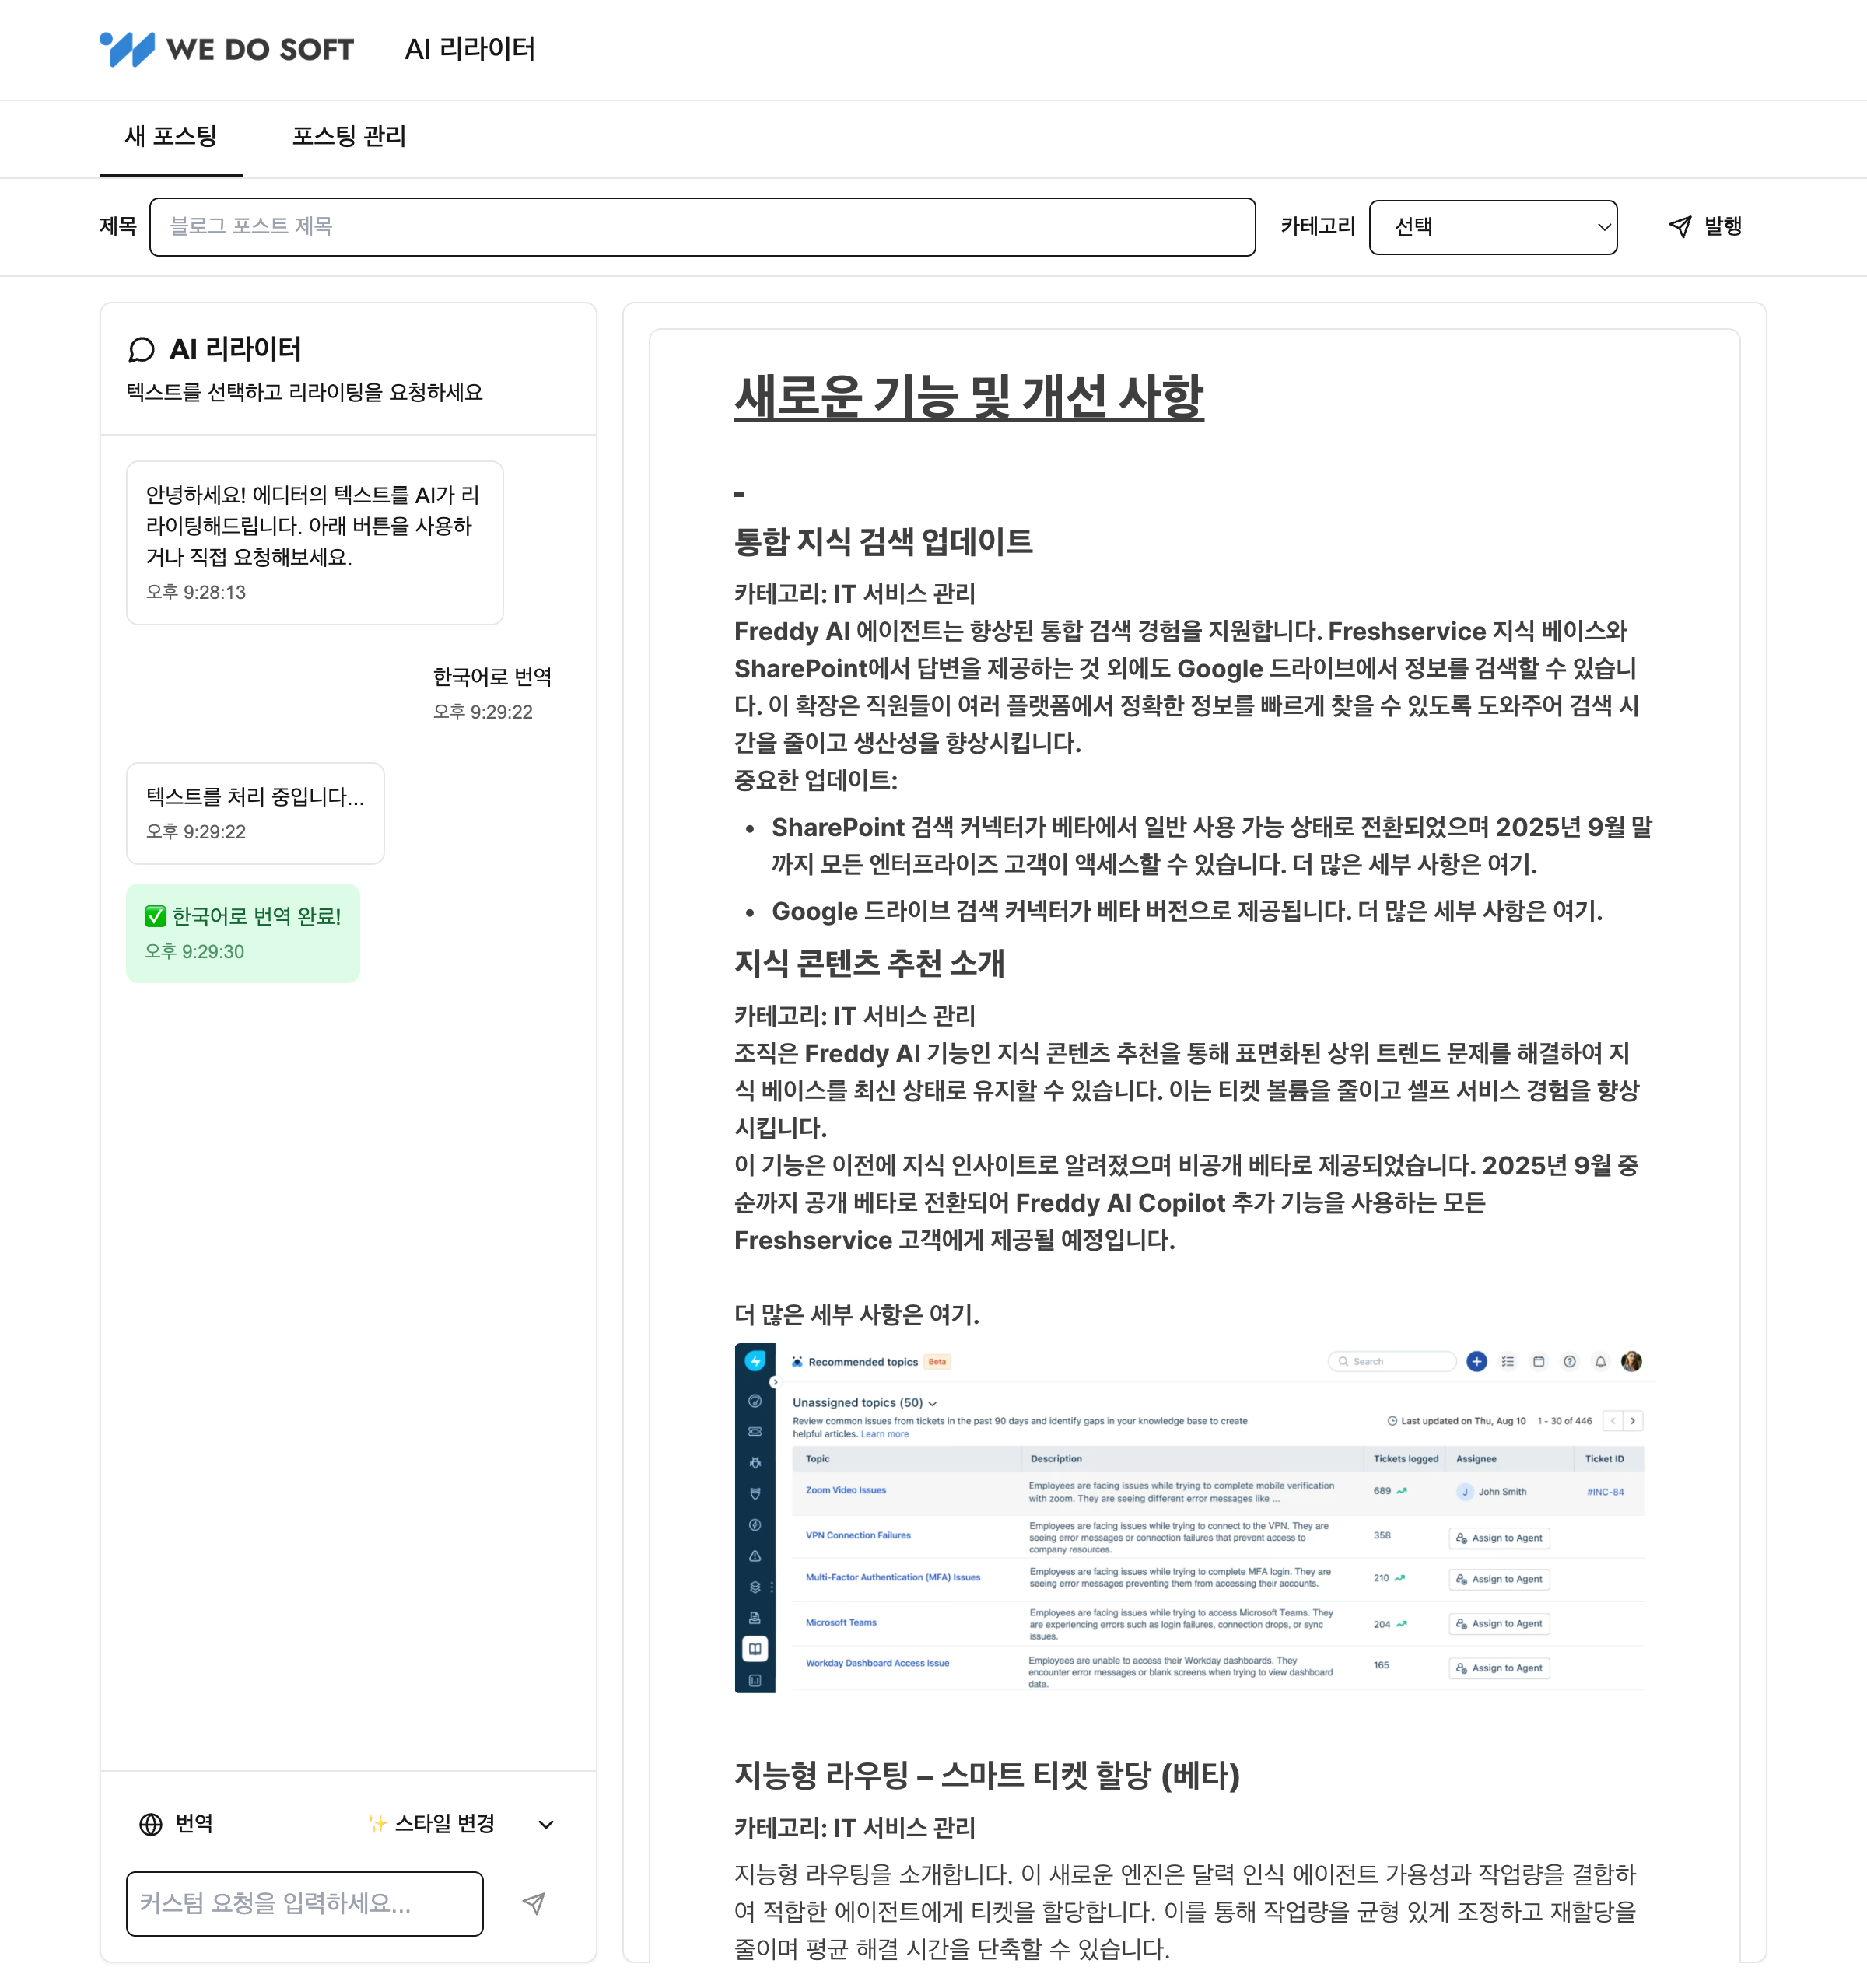 WE DO SOFT
AI 리라이터
새 포스팅
포스팅 관리
제목
블로그 포스트 제목
카테고리
선택
발행
AI 리라이터
텍스트를 선택하고 리라이팅을 요청하세요
안녕하세요! 에디터의 텍스트를 AI가 리
라이팅해드립니다. 아래 버튼을 사용하
거나 직접 요청해보세요.
오후 9:28:13
한국어로 번역
오후 9:29:22
텍스트를 처리 중입니다...
오후 9:29:22
✅ 한국어로 번역 완료!
오후 9:29:30
번역
✨ 스타일 변경
커스텀 요청을 입력하세요...
새로운 기능 및 개선 사항
-
통합 지식 검색 업데이트
카테고리: IT 서비스 관리
Freddy AI 에이전트는 향상된 통합 검색 경험을 지원합니다. Freshservice 지식 베이스와
SharePoint에서 답변을 제공하는 것 외에도 Google 드라이브에서 정보를 검색할 수 있습니
다. 이 확장은 직원들이 여러 플랫폼에서 정확한 정보를 빠르게 찾을 수 있도록 도와주어 검색 시
간을 줄이고 생산성을 향상시킵니다.
중요한 업데이트:
• SharePoint 검색 커넥터가 베타에서 일반 사용 가능 상태로 전환되었으며 2025년 9월 말
까지 모든 엔터프라이즈 고객이 액세스할 수 있습니다. 더 많은 세부 사항은 여기.
• Google 드라이브 검색 커넥터가 베타 버전으로 제공됩니다. 더 많은 세부 사항은 여기.
지식 콘텐츠 추천 소개
카테고리: IT 서비스 관리
조직은 Freddy AI 기능인 지식 콘텐츠 추천을 통해 표면화된 상위 트렌드 문제를 해결하여 지
식 베이스를 최신 상태로 유지할 수 있습니다. 이는 티켓 볼륨을 줄이고 셀프 서비스 경험을 향상
시킵니다.
이 기능은 이전에 지식 인사이트로 알려졌으며 비공개 베타로 제공되었습니다. 2025년 9월 중
순까지 공개 베타로 전환되어 Freddy AI Copilot 추가 기능을 사용하는 모든
Freshservice 고객에게 제공될 예정입니다.
더 많은 세부 사항은 여기.
Recommended topics Beta
Search
Unassigned topics (50)
Review common issues from tickets in the past 90 days and identify gaps in your knowledge base to create
helpful articles. Learn more
Last updated on Thu, Aug 10 1 - 30 of 446
Topic Description Tickets logged Assignee Ticket ID
Zoom Video Issues
Employees are facing issues while trying to complete mobile verification
with zoom. They are seeing different error messages like ...
689 J John Smith #INC-84
VPN Connection Failures
Employees are facing issues while trying to connect to the VPN. They are
seeing error messages or connection failures that prevent access to
company resources.
358 Assign to Agent
Multi-Factor Authentication (MFA) Issues
Employees are facing issues while trying to complete MFA login. They are
seeing error messages preventing them from accessing their accounts.
210 Assign to Agent
Microsoft Teams
Employees are facing issues while trying to access Microsoft Teams. They
are experiencing errors such as login failures, connection drops, or sync
issues.
204 Assign to Agent
Workday Dashboard Access Issue
Employees are unable to access their Workday dashboards. They
encounter error messages or blank screens when trying to view dashboard
data.
165 Assign to Agent
지능형 라우팅 – 스마트 티켓 할당 (베타)
카테고리: IT 서비스 관리
지능형 라우팅을 소개합니다. 이 새로운 엔진은 달력 인식 에이전트 가용성과 작업량을 결합하
여 적합한 에이전트에게 티켓을 할당합니다. 이를 통해 작업량을 균형 있게 조정하고 재할당을
줄이며 평균 해결 시간을 단축할 수 있습니다.